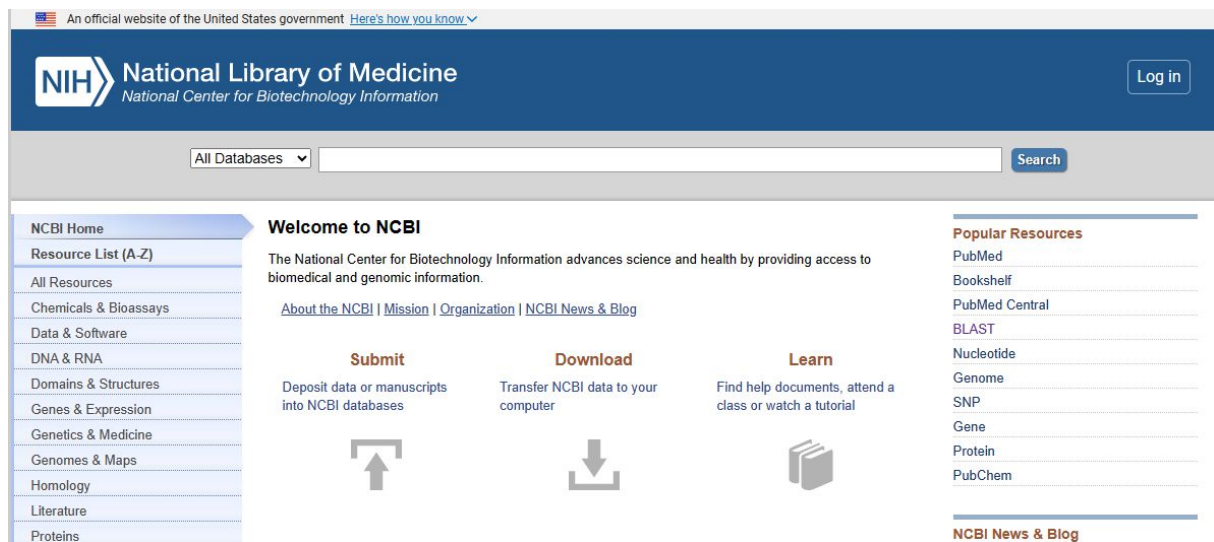 An official website of the United States government Here's how you know
NIH National Library of Medicine
National Center for Biotechnology Information
Log in
All Databases
Search
NCBI Home
Resource List (A-Z)
All Resources
Chemicals & Bioassays
Data & Software
DNA & RNA
Domains & Structures
Genes & Expression
Genetics & Medicine
Genomes & Maps
Homology
Literature
Proteins
Welcome to NCBI
The National Center for Biotechnology Information advances science and health by providing access to
biomedical and genomic information.
About the NCBI | Mission | Organization | NCBI News & Blog
Submit
Deposit data or manuscripts
into NCBI databases
Download
Transfer NCBI data to your
computer
Learn
Find help documents, attend a
class or watch a tutorial
Popular Resources
PubMed
Bookshelf
PubMed Central
BLAST
Nucleotide
Genome
SNP
Gene
Protein
PubChem
NCBI News & Blog